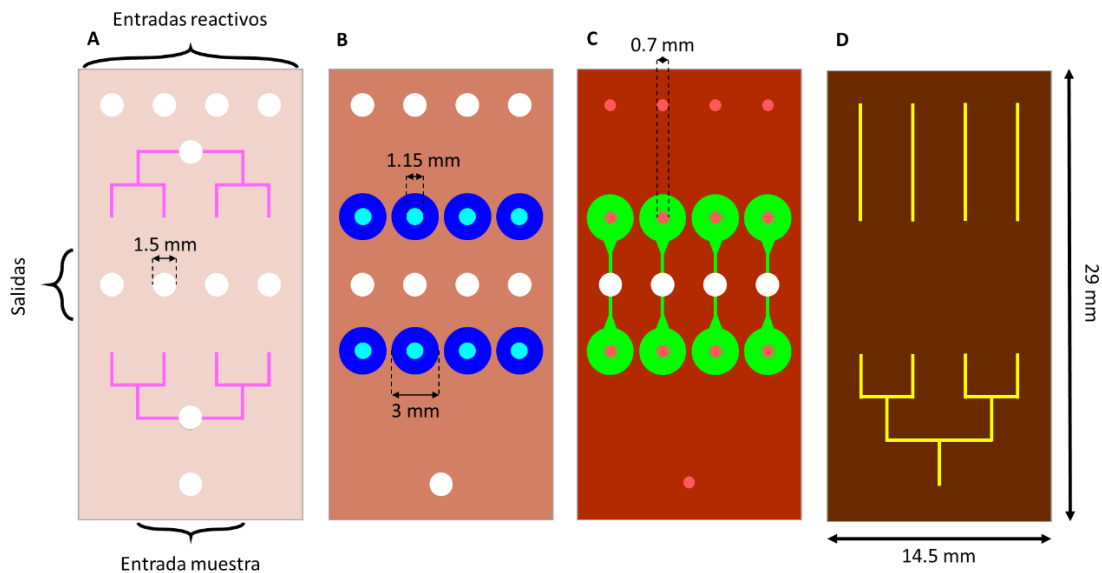 Entradas reactivos
A
B
C
D
0.7 mm
1.15 mm
1.5 mm
Salidas
3 mm
29 mm
Entrada muestra
14.5 mm